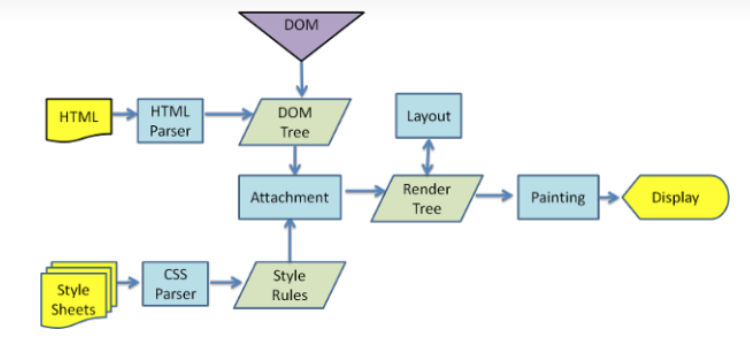 DOM
HTML
HTML
Parser
DOM
Tree
Layout
Attachment
Render
Tree
Painting
Display
Style
Sheets
CSS
Parser
Style
Rules